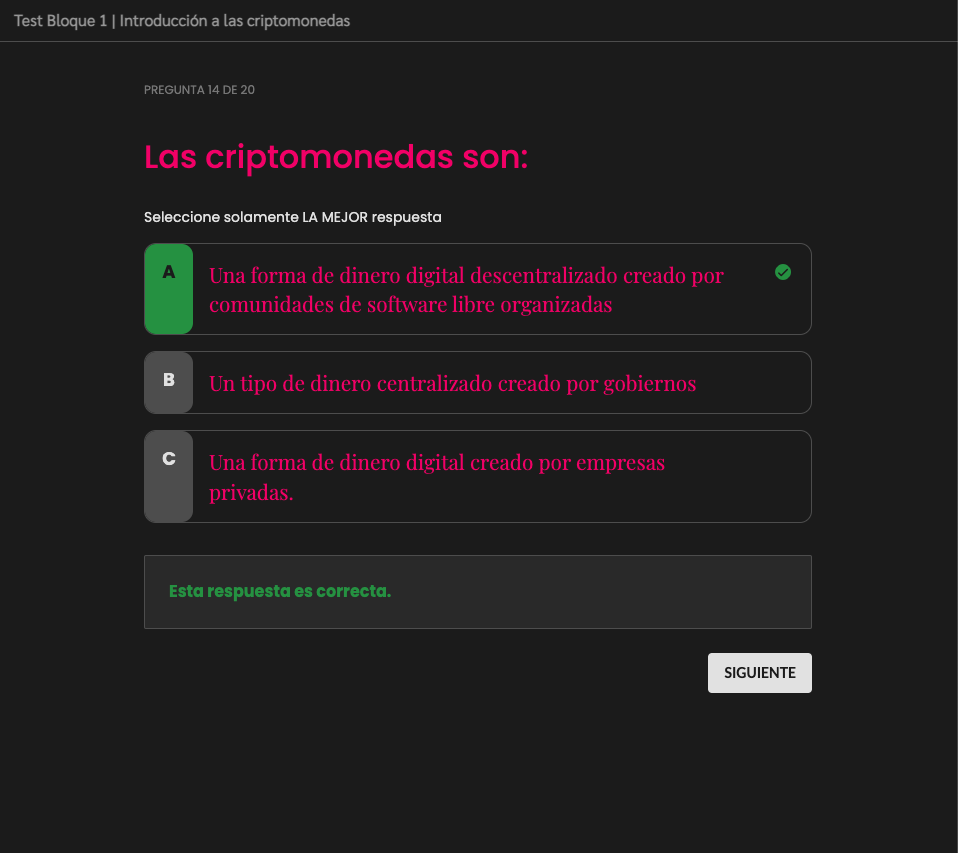 Test Bloque 1 | Introducción a las criptomonedas
PREGUNTA 14 DE 20
Las criptomonedas son:
Seleccione solamente LA MEJOR respuesta
A
Una forma de dinero digital descentralizado creado por
comunidades de software libre organizadas
B
Un tipo de dinero centralizado creado por gobiernos
C
Una forma de dinero digital creado por empresas
privadas.
Esta respuesta es correcta.
SIGUIENTE